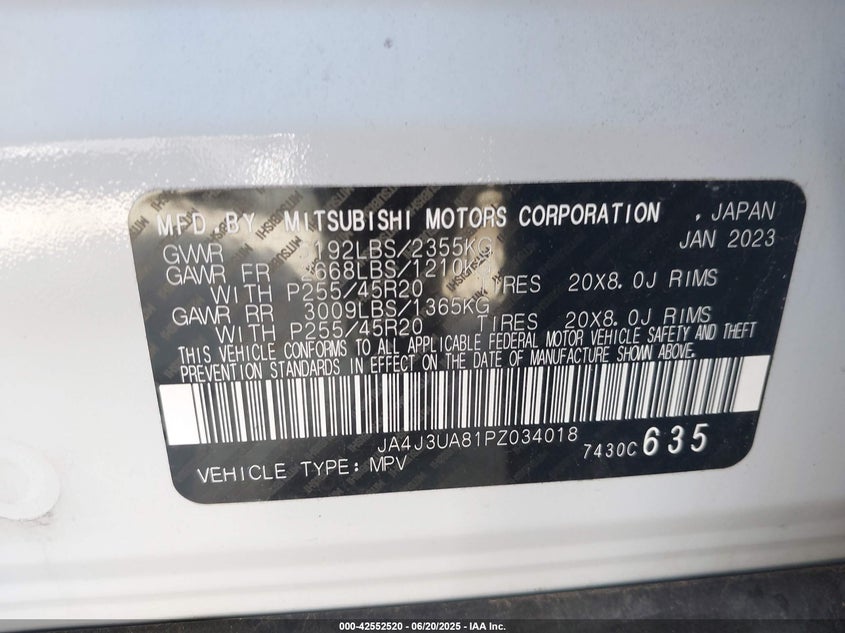 MFD BY MITSUBISHI MOTORS CORPORATION . JAPAN
JAN 2023
GVWR 192LBS/2355KG
GAWR FR 2668LBS/1210KG
WITH P255/45R20 TIRES 20X8.0J RIMS
GAWR RR 3009LBS/1365KG
WITH P255/45R20 TIRES 20X8.0J RIMS
THIS VEHICLE CONFORMS TO ALL APPLICABLE FEDERAL MOTOR VEHICLE SAFETY AND THEFT
PREVENTION STANDARDS IN EFFECT ON THE DATE OF MANUFACTURE SHOWN ABOVE.
JA4J3UA81PZ034018
7430C 635
VEHICLE TYPE: MPV
000-42552520 - 06/20/2025 - IAA Inc.